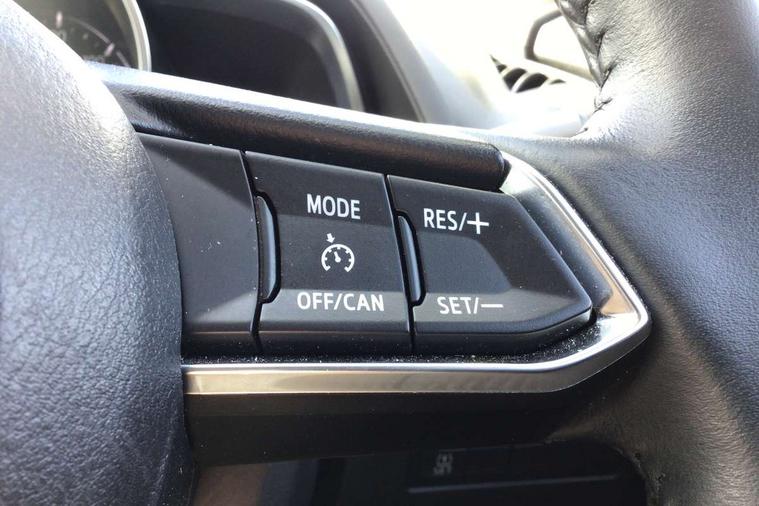 MODE
OFF/CAN
RES/+
SET/−